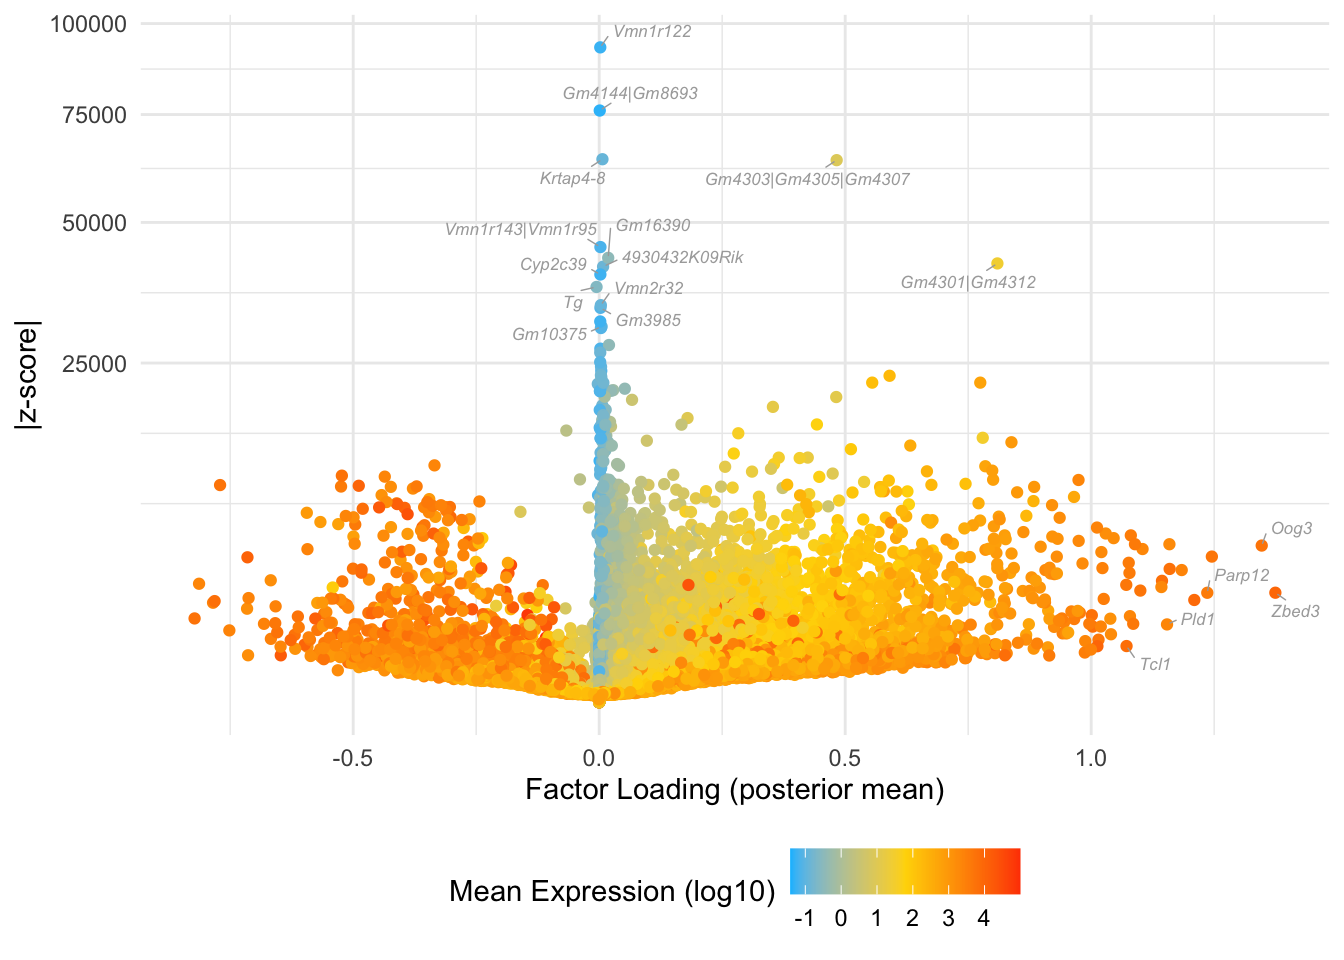 100000
Vmn1r122
Gm4144|Gm8693
75000
Krtap4-8
Gm4303|Gm4305|Gm4307
50000
Vmn1r143|Vmn1r95
Gm16390
Cyp2c39
4930432K09Rik
Gm4301|Gm4312
Tg
Vmn2r32
Gm3985
Gm10375
25000
|z-score|
Oog3
Parp12
Zbed3
Pld1
Tcl1
-0.5
0.0
0.5
1.0
Factor Loading (posterior mean)
Mean Expression (log10)
-1 0 1 2 3 4